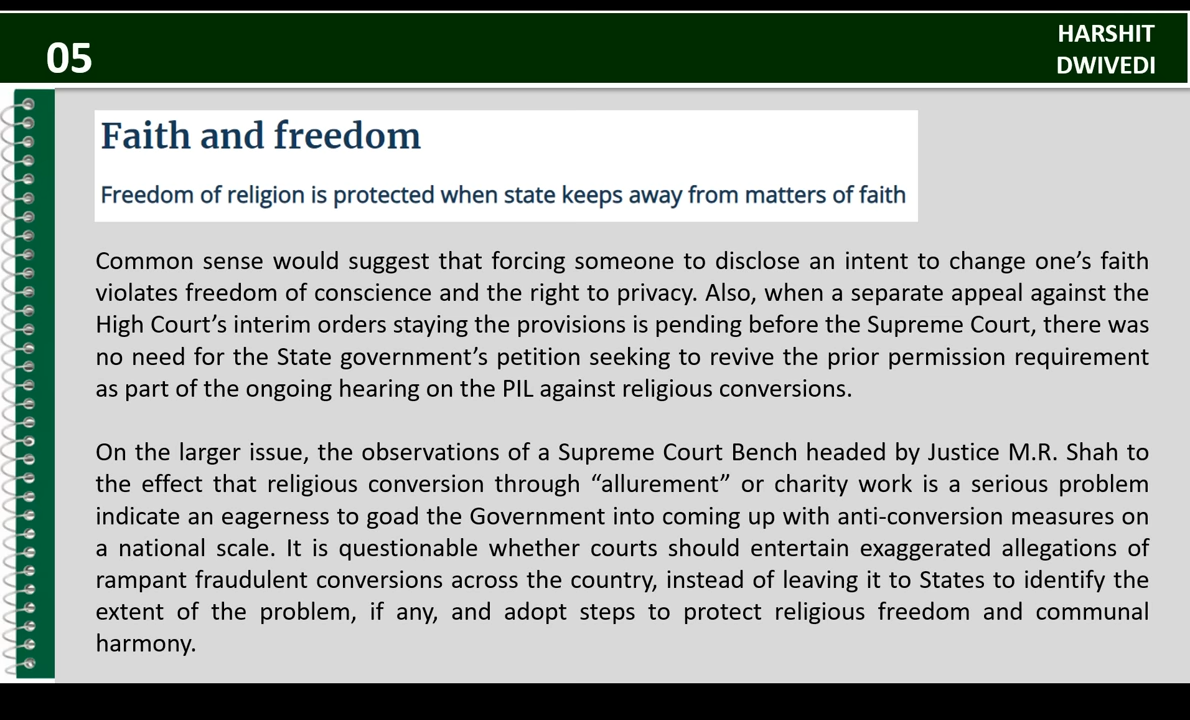 05
HARSHIT
DWIVEDI
Faith and freedom
Freedom of religion is protected when state keeps away from matters of faith
Common sense would suggest that forcing someone to disclose an intent to change one’s faith
violates freedom of conscience and the right to privacy. Also, when a separate appeal against the
High Court’s interim orders staying the provisions is pending before the Supreme Court, there was
no need for the State government’s petition seeking to revive the prior permission requirement
as part of the ongoing hearing on the PIL against religious conversions.
On the larger issue, the observations of a Supreme Court Bench headed by Justice M.R. Shah to
the effect that religious conversion through “allurement” or charity work is a serious problem
indicate an eagerness to goad the Government into coming up with anti-conversion measures on
a national scale. It is questionable whether courts should entertain exaggerated allegations of
rampant fraudulent conversions across the country, instead of leaving it to States to identify the
extent of the problem, if any, and adopt steps to protect religious freedom and communal
harmony.